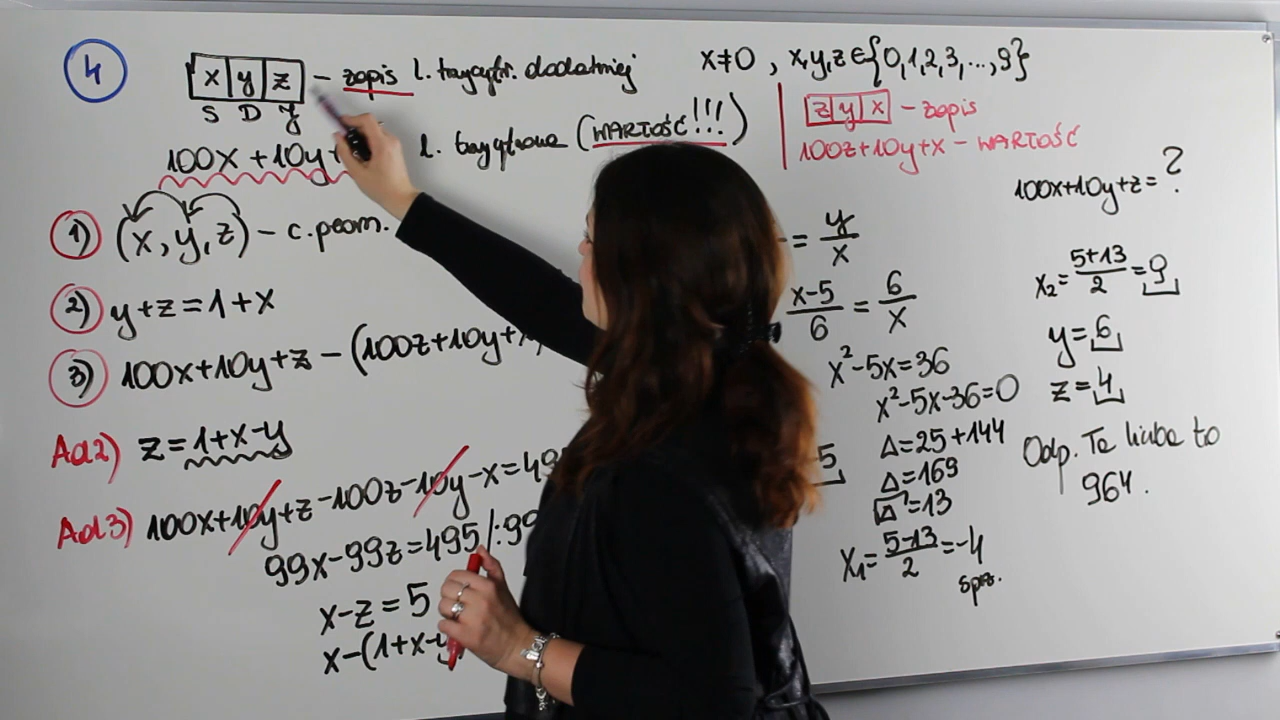 4
x y z – zapis l. trzycyfr. dodatniej
S D J
100x + 10y+ l. trzycyfrowa (WARTOŚĆ!!!)
x≠0 , x,y,z∈{0,1,2,3,...,9}
z y x – zapis
100z+10y+x – WARTOŚĆ
1) (x, y, z) – c. geom.
2) y+z=1+x
3) 100x+10y+z – (100z+10y+x)
Ad2) z=1+x-y
Ad3) 100x+10y+z-100z-10y-x=495
99x-99z=495/:99
x-z=5
x-(1+x-y)
=y/x
x-5/6 = 6/x
x²-5x=36
x²-5x-36=0
Δ=25+144
Δ=169
√Δ=13
x₁=5-13/2=-4
spr.
100x+10y+z=?
x₂=5+13/2=9
y=6
z=4
Odp. Ta liczba to
964.